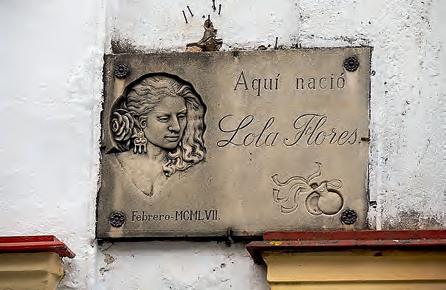 Aquí nació
Lola Flores
Febrero-MCMLVII.